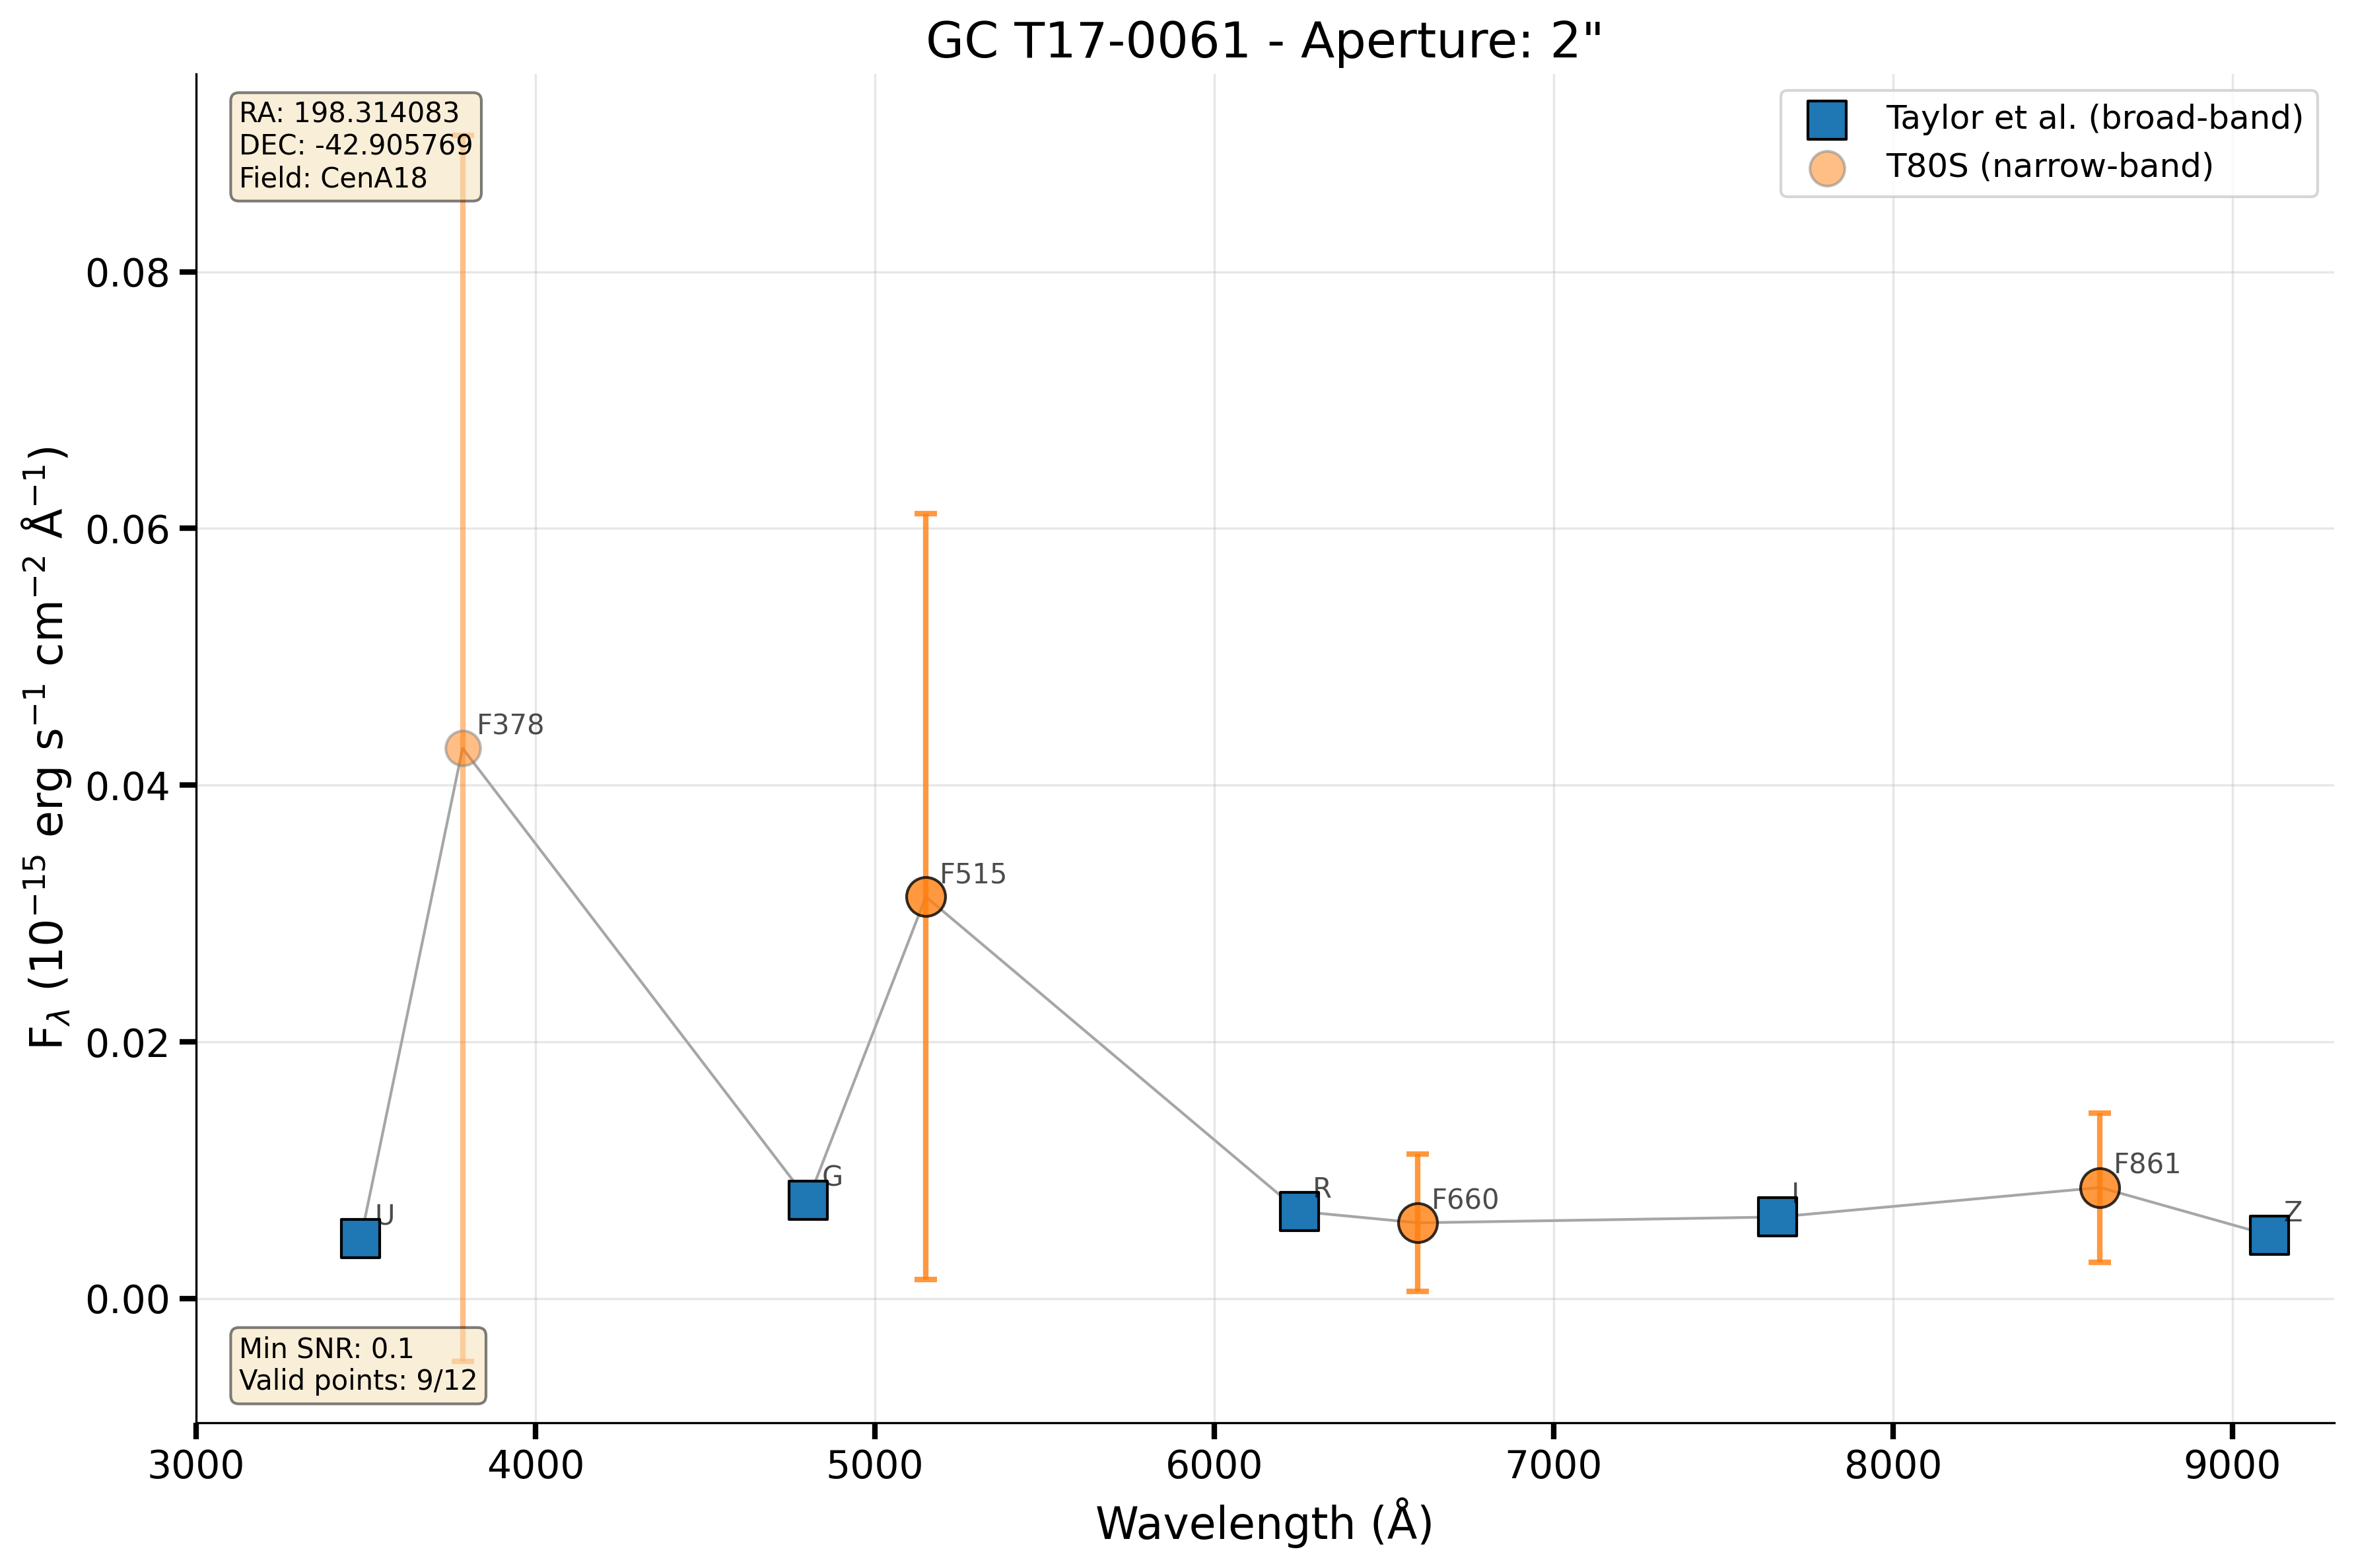 GC T17-0061 - Aperture: 2"
RA: 198.314083
DEC: -42.905769
Field: CenA18
Taylor et al. (broad-band)
T80S (narrow-band)
F$_\lambda$ (10$^{-15}$ erg s$^{-1}$ cm$^{-2}$ Å$^{-1}$)
0.08
0.06
0.04
0.02
0.00
F378
F515
U
G
R
F660
I
F861
Z
Min SNR: 0.1
Valid points: 9/12
3000 4000 5000 6000 7000 8000 9000
Wavelength (Å)